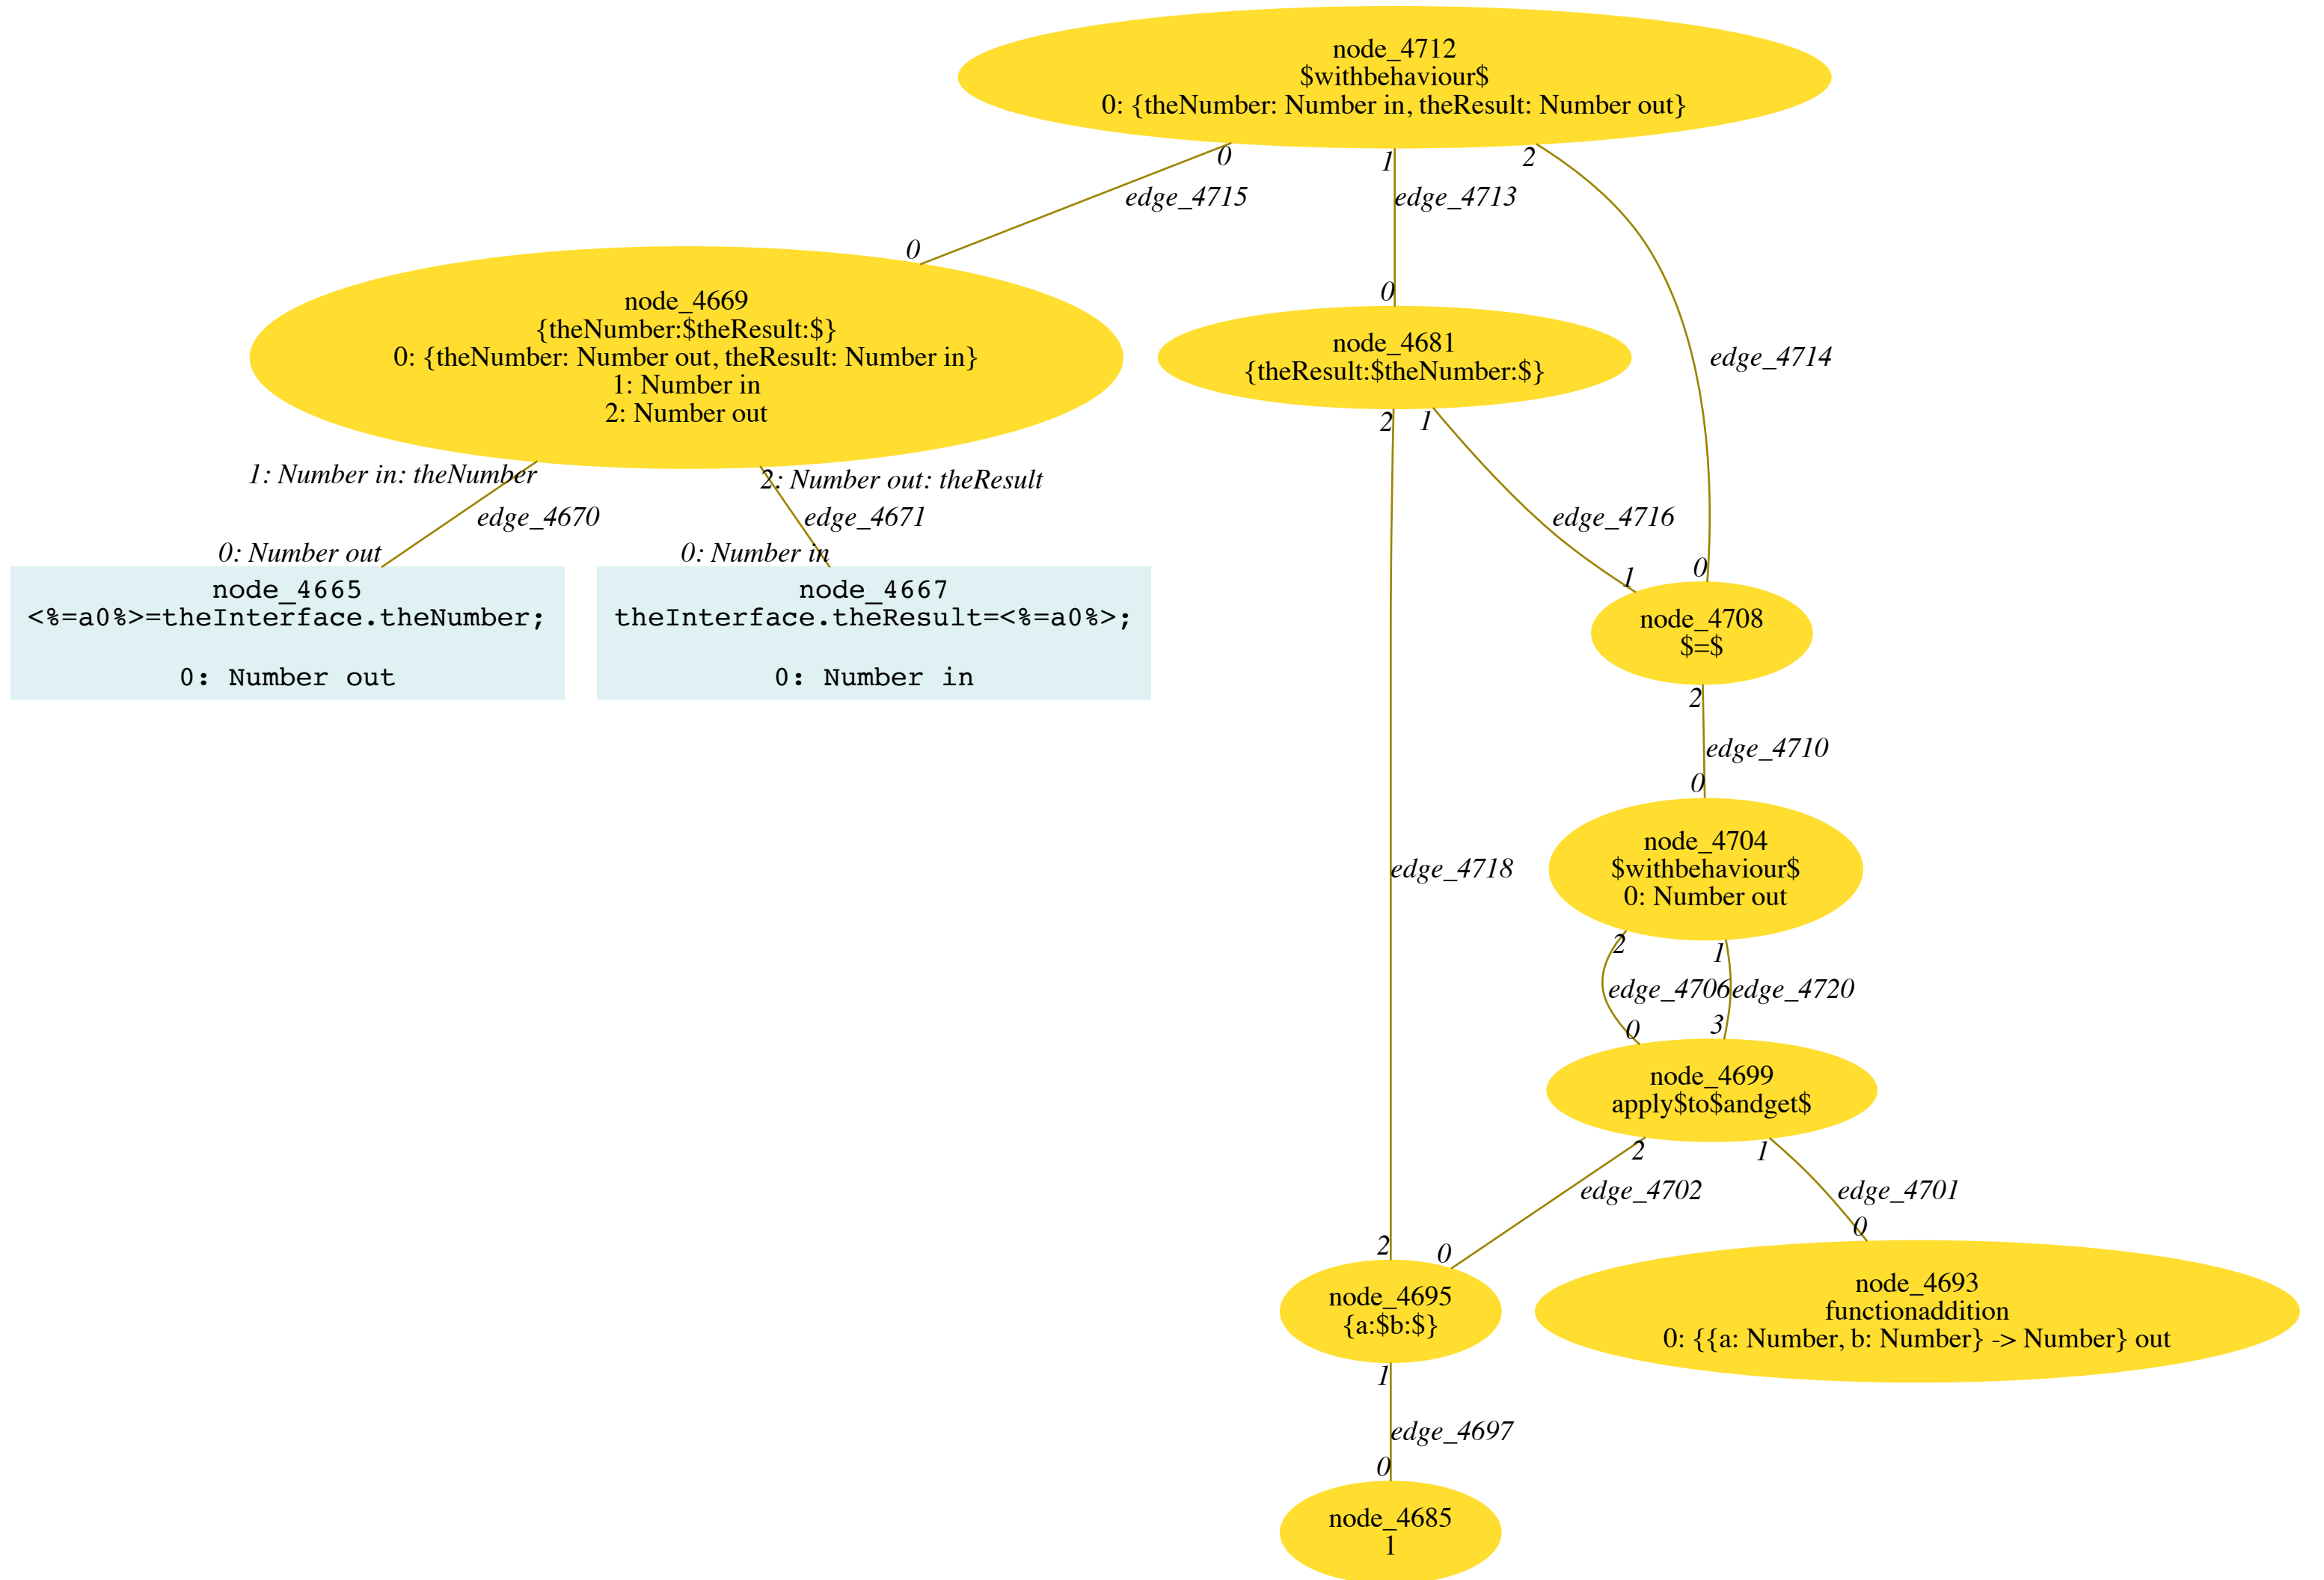 node_4712
$withbehaviour$
0: {theNumber: Number in, theResult: Number out}
0
1
2
edge_4715
edge_4713
0
node_4669
{theNumber:$theResult:$}
0: {theNumber: Number out, theResult: Number in}
1: Number in
2: Number out
0
node_4681
{theResult:$theNumber:$}
edge_4714
2
1
1: Number in: theNumber
2: Number out: theResult
edge_4670
edge_4671
edge_4716
0: Number out
0: Number in
1
0
node_4665
<%=a0%>=theInterface.theNumber;
0: Number out
node_4667
theInterface.theResult=<%=a0%>;
0: Number in
node_4708
$=$
2
edge_4710
0
edge_4718
node_4704
$withbehaviour$
0: Number out
2
1
edge_4706
edge_4720
0
3
node_4699
apply$to$andget$
2
1
edge_4702
edge_4701
2
0
0
node_4695
{a:$b:$}
node_4693
functionaddition
0: {{a: Number, b: Number} -> Number} out
1
edge_4697
0
node_4685
1